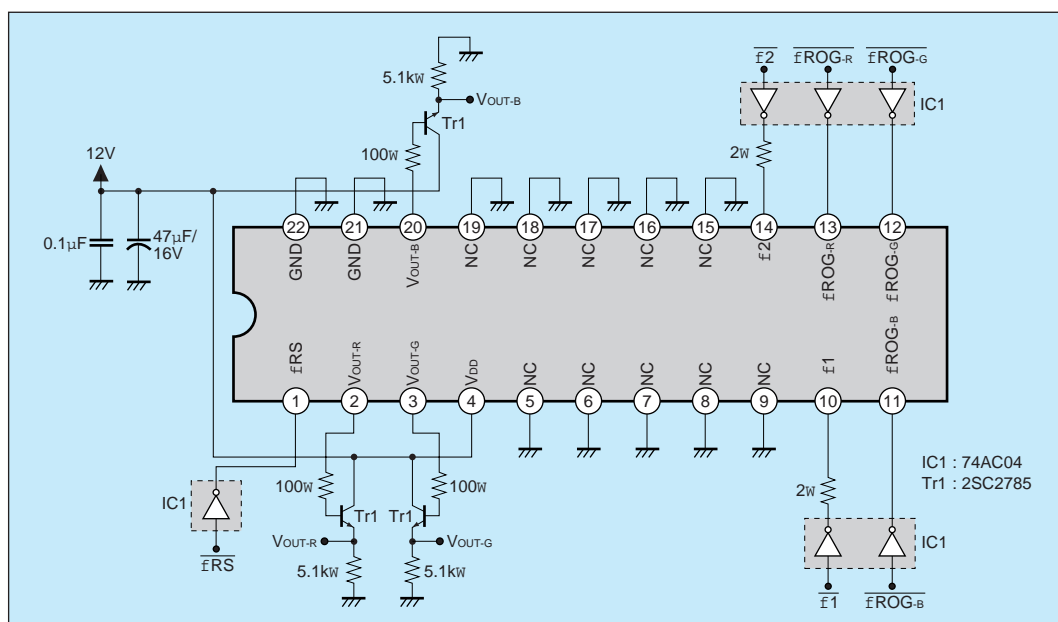 5.1kW
VOUT-B
Tr1
100W
12V
0.1µF
47µF/
16V
f2
fROG-R
fROG-G
IC1
2W
22
21
20
19
18
17
16
15
14
13
12
GND
GND
VOUT-B
NC
NC
NC
NC
NC
f2
fROG-R
fROG-G
fRS
VOUT-R
VOUT-G
VDD
NC
NC
NC
NC
NC
f1
fROG-B
1
2
3
4
5
6
7
8
9
10
11
IC1
fRS
100W
100W
Tr1
Tr1
VOUT-R
VOUT-G
5.1kW
5.1kW
IC1 : 74AC04
Tr1 : 2SC2785
2W
IC1
f1
fROG-B